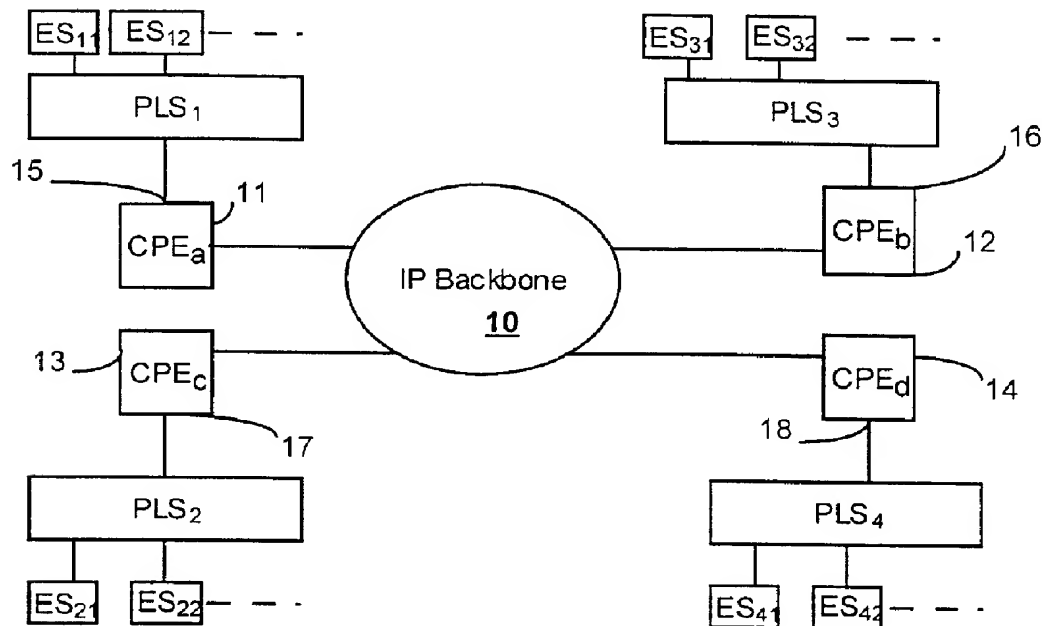 ES11 ES12
ES31 ES32
PLS1
PLS3
15
11
16
CPEa
CPEb
12
IP Backbone
10
13
CPEc
CPEd
14
17
18
PLS2
PLS4
ES21 ES22
ES41 ES42